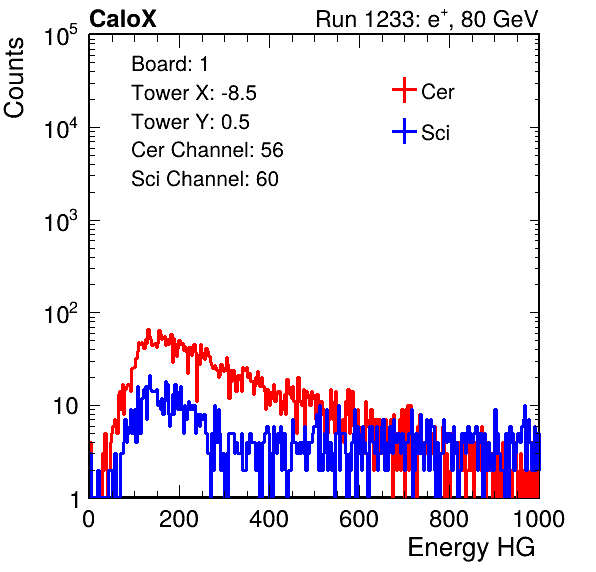 CaloX Run 1233: e⁺, 80 GeV
Counts
10⁵
10⁴
10³
10²
10
1
Board: 1
Tower X: -8.5
Tower Y: 0.5
Cer Channel: 56
Sci Channel: 60
Cer
Sci
0 200 400 600 800 1000
Energy HG